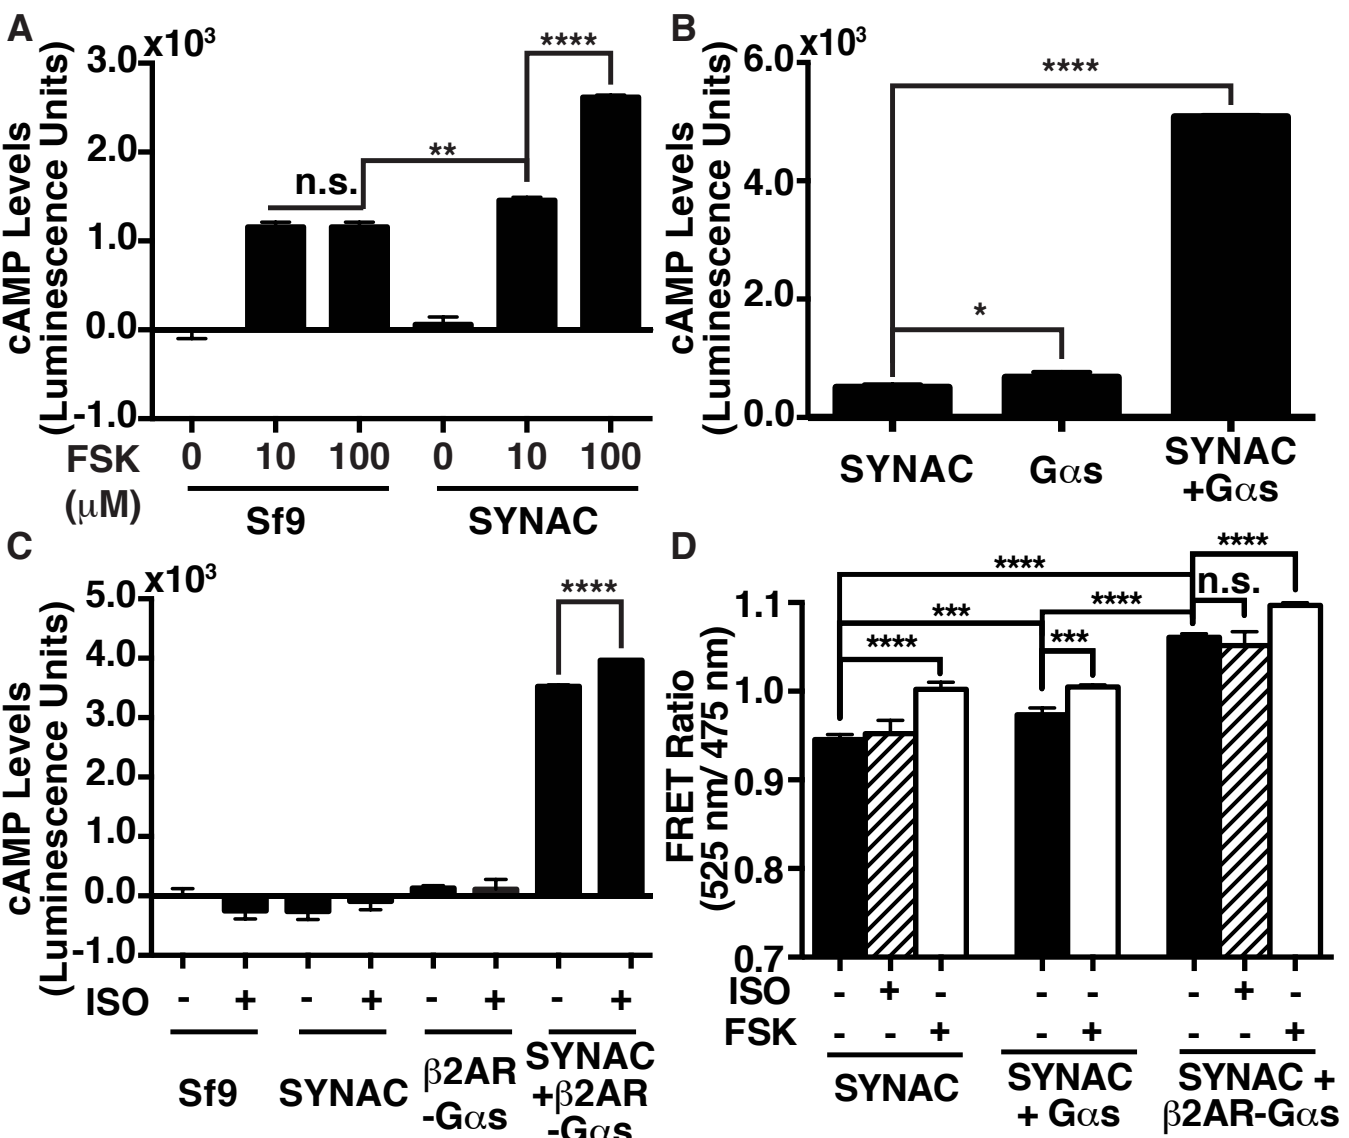 A
cAMP Levels
(Luminescence Units)
x10³
3.0
2.0
1.0
0.0
-1.0
n.s.
**
****
FSK 0 10 100 0 10 100
(μM)
Sf9 SYNAC
B
cAMP Levels
(Luminescence Units)
x10³
6.0
4.0
2.0
0.0
*
****
SYNAC Gαs SYNAC
+Gαs
C
cAMP Levels
(Luminescence Units)
x10³
5.0
4.0
3.0
2.0
1.0
0.0
-1.0
****
ISO - + - + - + - +
Sf9 SYNAC β2AR
-Gαs
SYNAC
+β2AR
-Gαs
D
FRET Ratio
(525 nm/ 475 nm)
1.1
1.0
0.9
0.8
0.7
****
****
n.s.
***
****
****
***
ISO - + - - - - + -
FSK - - + - + - - +
SYNAC
SYNAC
+ Gαs
SYNAC +
β2AR-Gαs